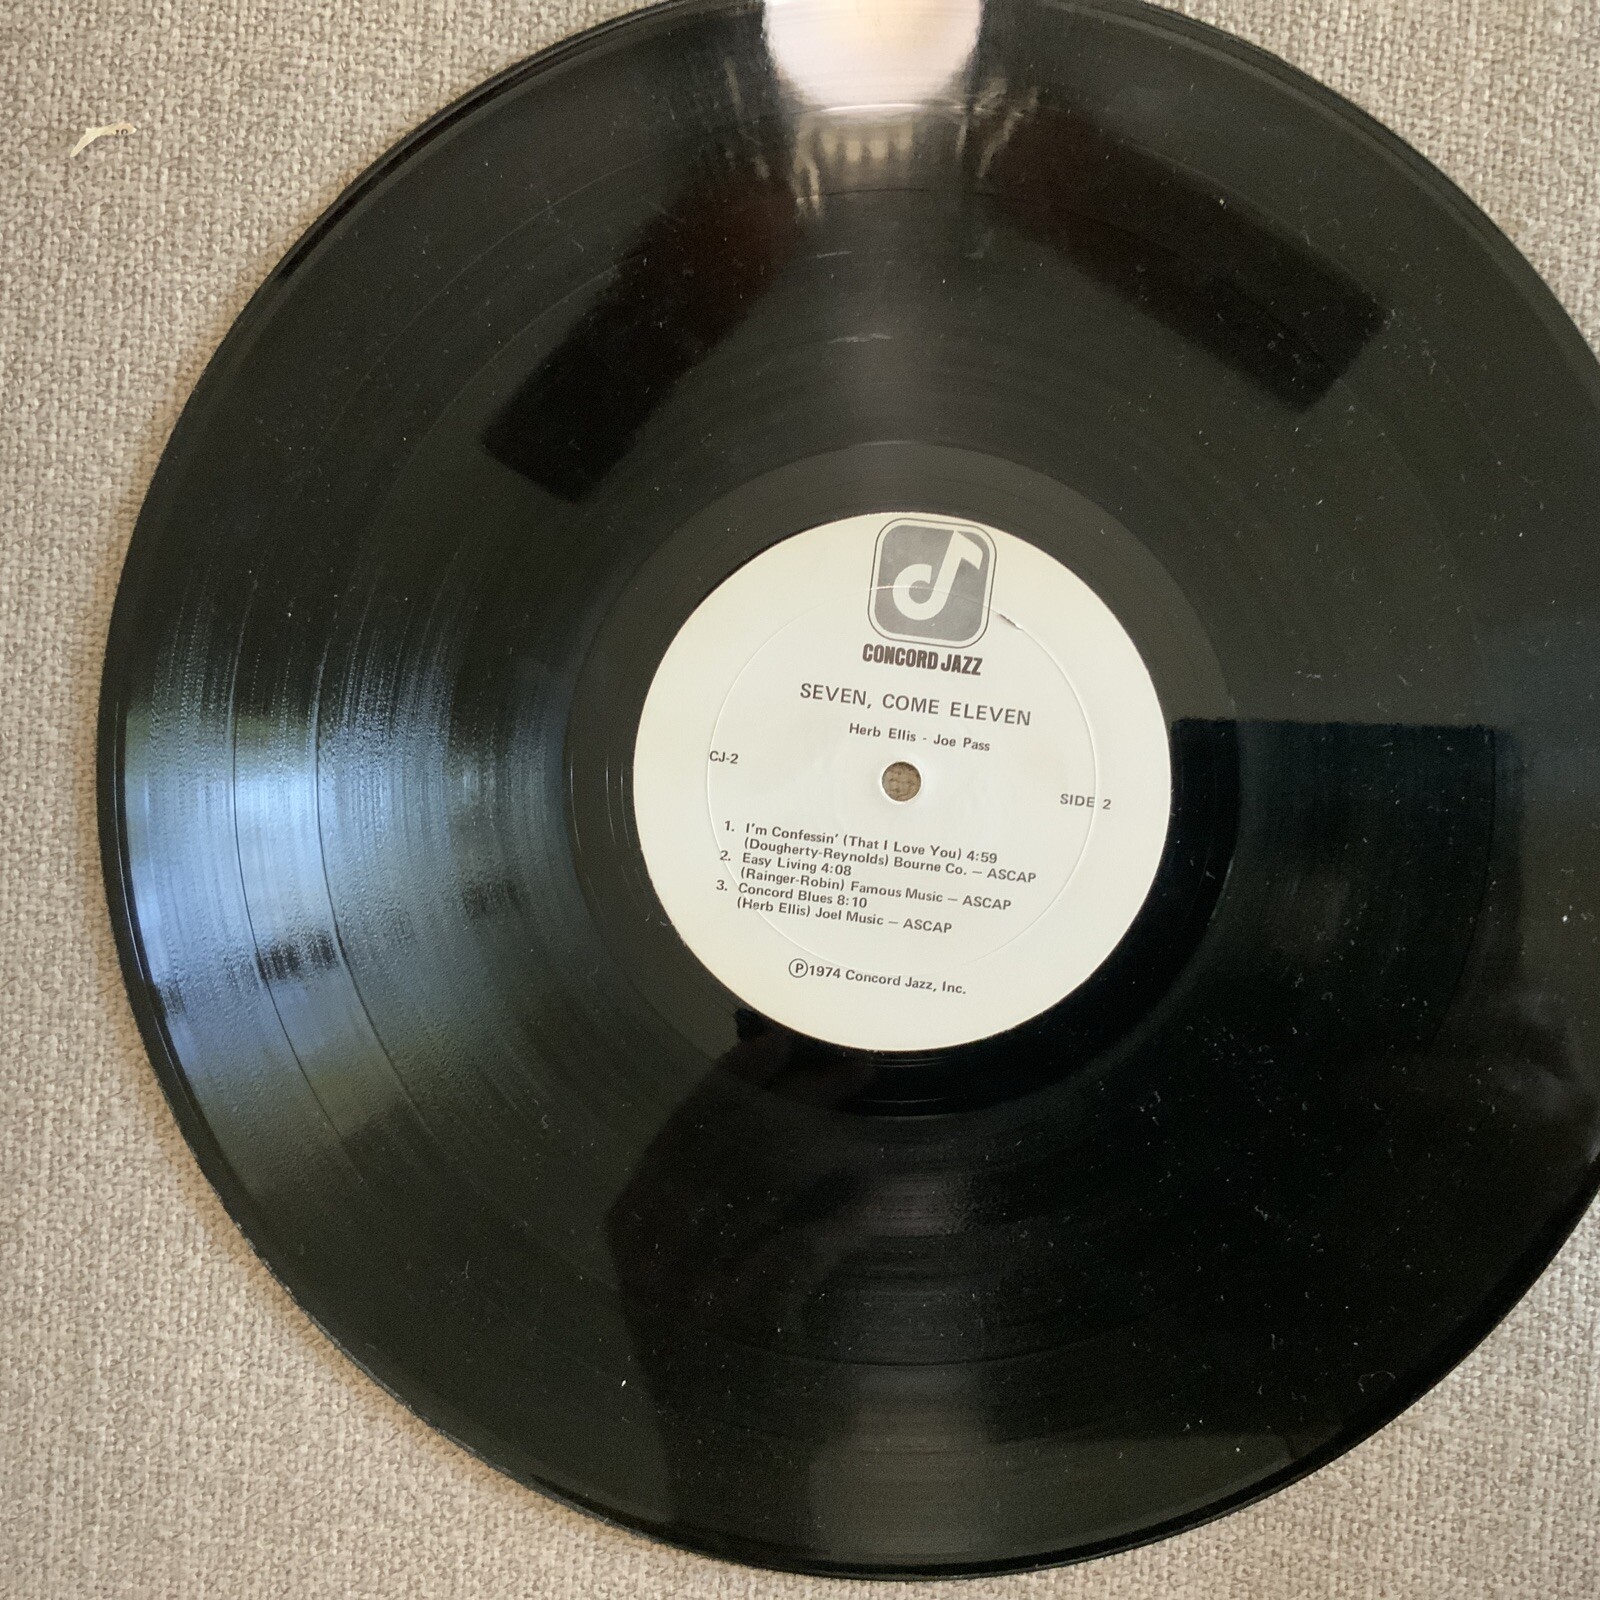 CONCORD JAZZ
SEVEN, COME ELEVEN
Herb Ellis - Joe Pass
CJ-2
SIDE 2
1. I'm Confessin' (That I Love You) 4:59
(Dougherty-Reynolds) Bourne Co. — ASCAP
2. Easy Living 4:08
(Rainger-Robin) Famous Music — ASCAP
3. Concord Blues 8:10
(Herb Ellis) Joel Music — ASCAP
Ⓟ1974 Concord Jazz, Inc.